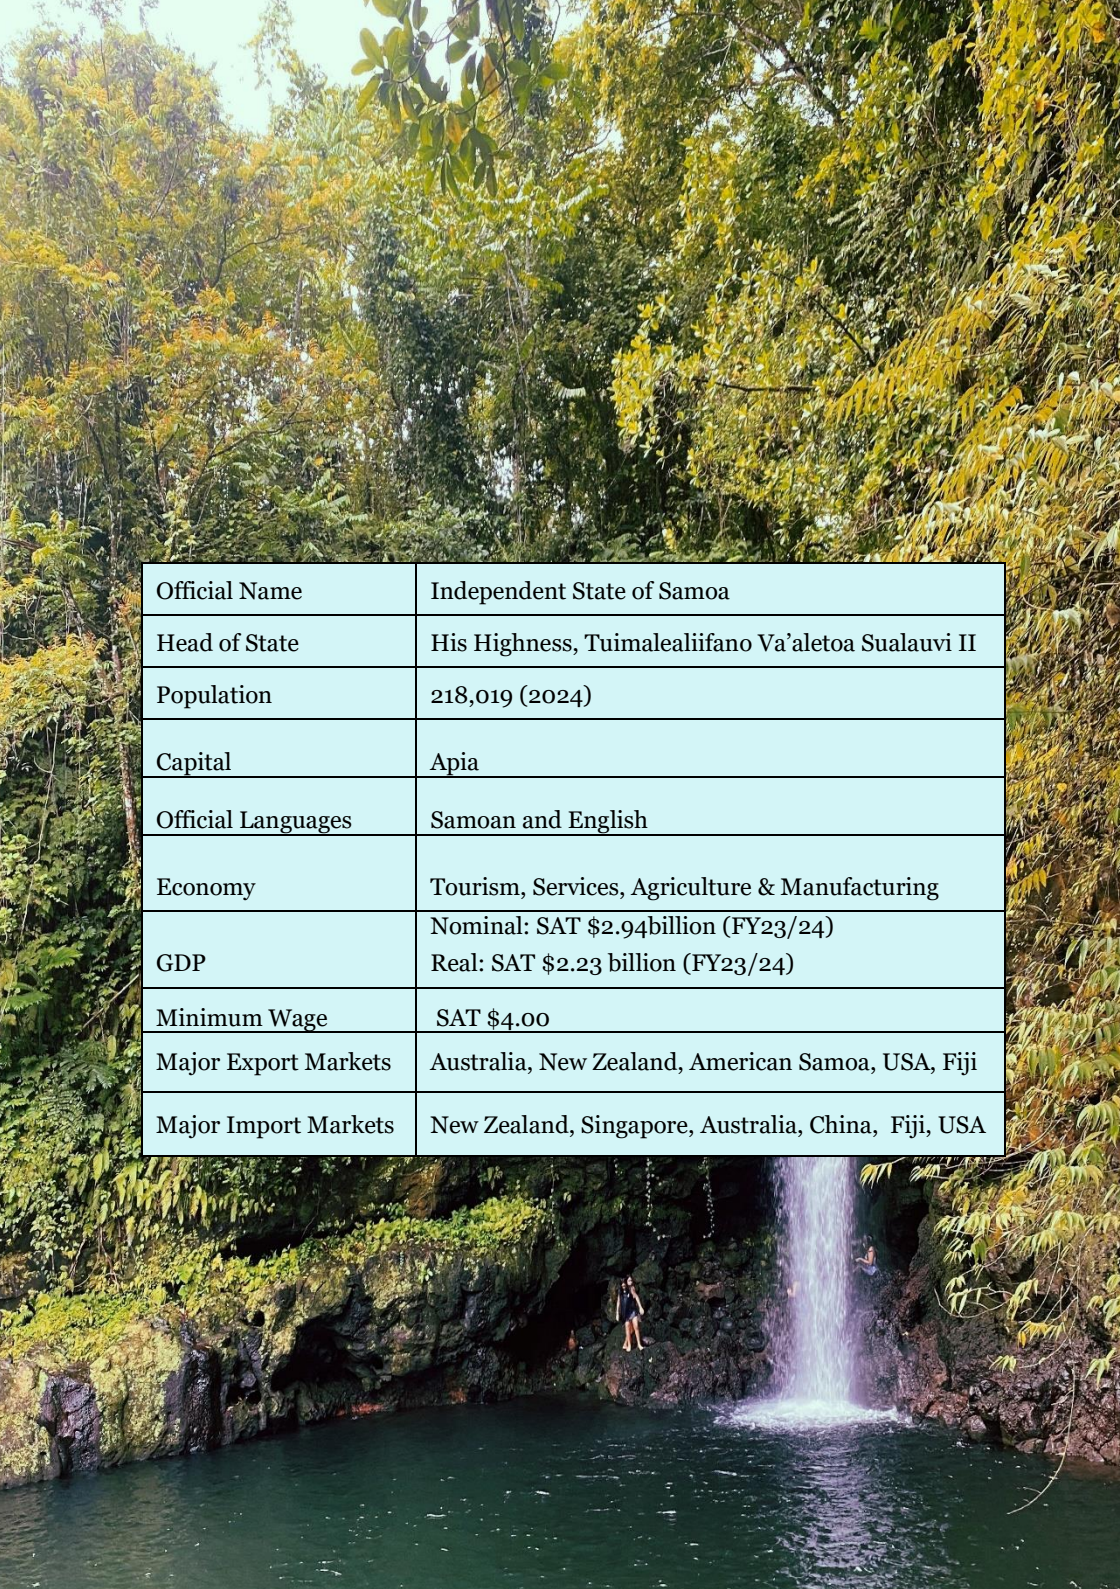 Official Name Independent State of Samoa
Head of State His Highness, Tuimalealiifano Va’aletoa Sualauvi II
Population 218,019 (2024)
Capital Apia
Official Languages Samoan and English
Economy Tourism, Services, Agriculture & Manufacturing
Nominal: SAT $2.94billion (FY23/24)
GDP Real: SAT $2.23 billion (FY23/24)
Minimum Wage SAT $4.00
Major Export Markets Australia, New Zealand, American Samoa, USA, Fiji
Major Import Markets New Zealand, Singapore, Australia, China, Fiji, USA